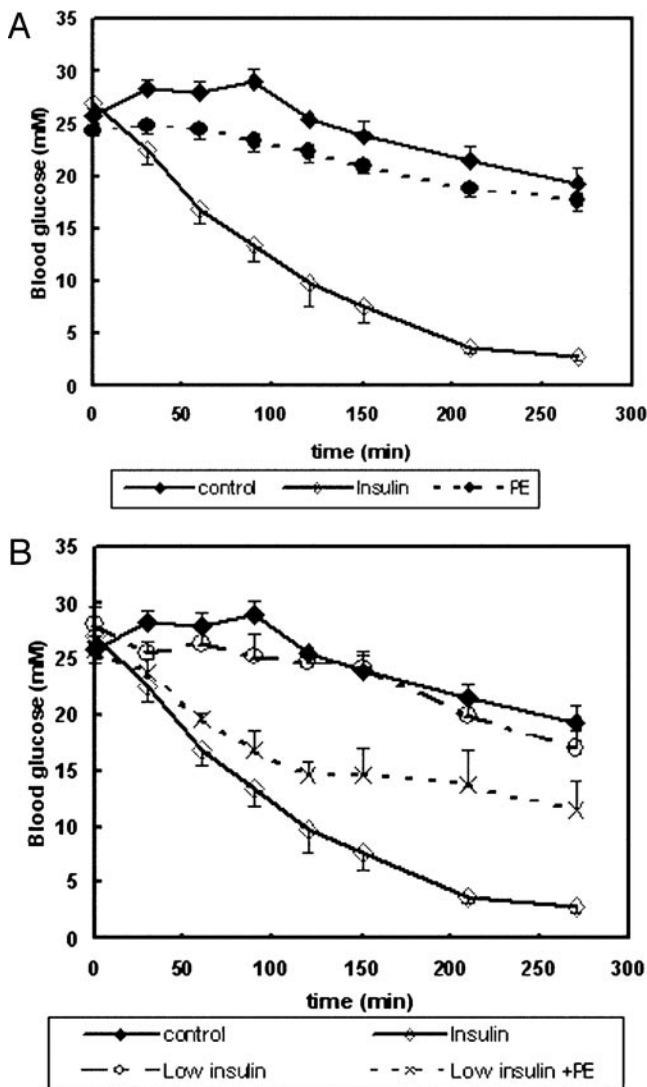 A
Blood glucose (mM)
35
30
25
20
15
10
5
0
0 50 100 150 200 250 300
time (min)
control Insulin PE
B
Blood glucose (mM)
35
30
25
20
15
10
5
0
0 50 100 150 200 250 300
time (min)
control Insulin
Low insulin Low insulin +PE